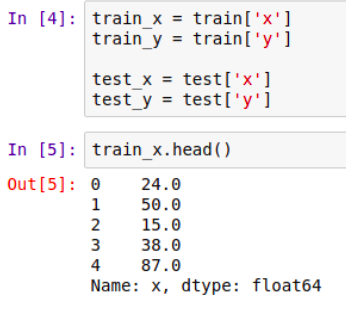 In [4]: train_x = train['x']
train_y = train['y']
test_x = test['x']
test_y = test['y']
In [5]: train_x.head()
Out[5]: 0    24.0
1    50.0
2    15.0
3    38.0
4    87.0
Name: x, dtype: float64